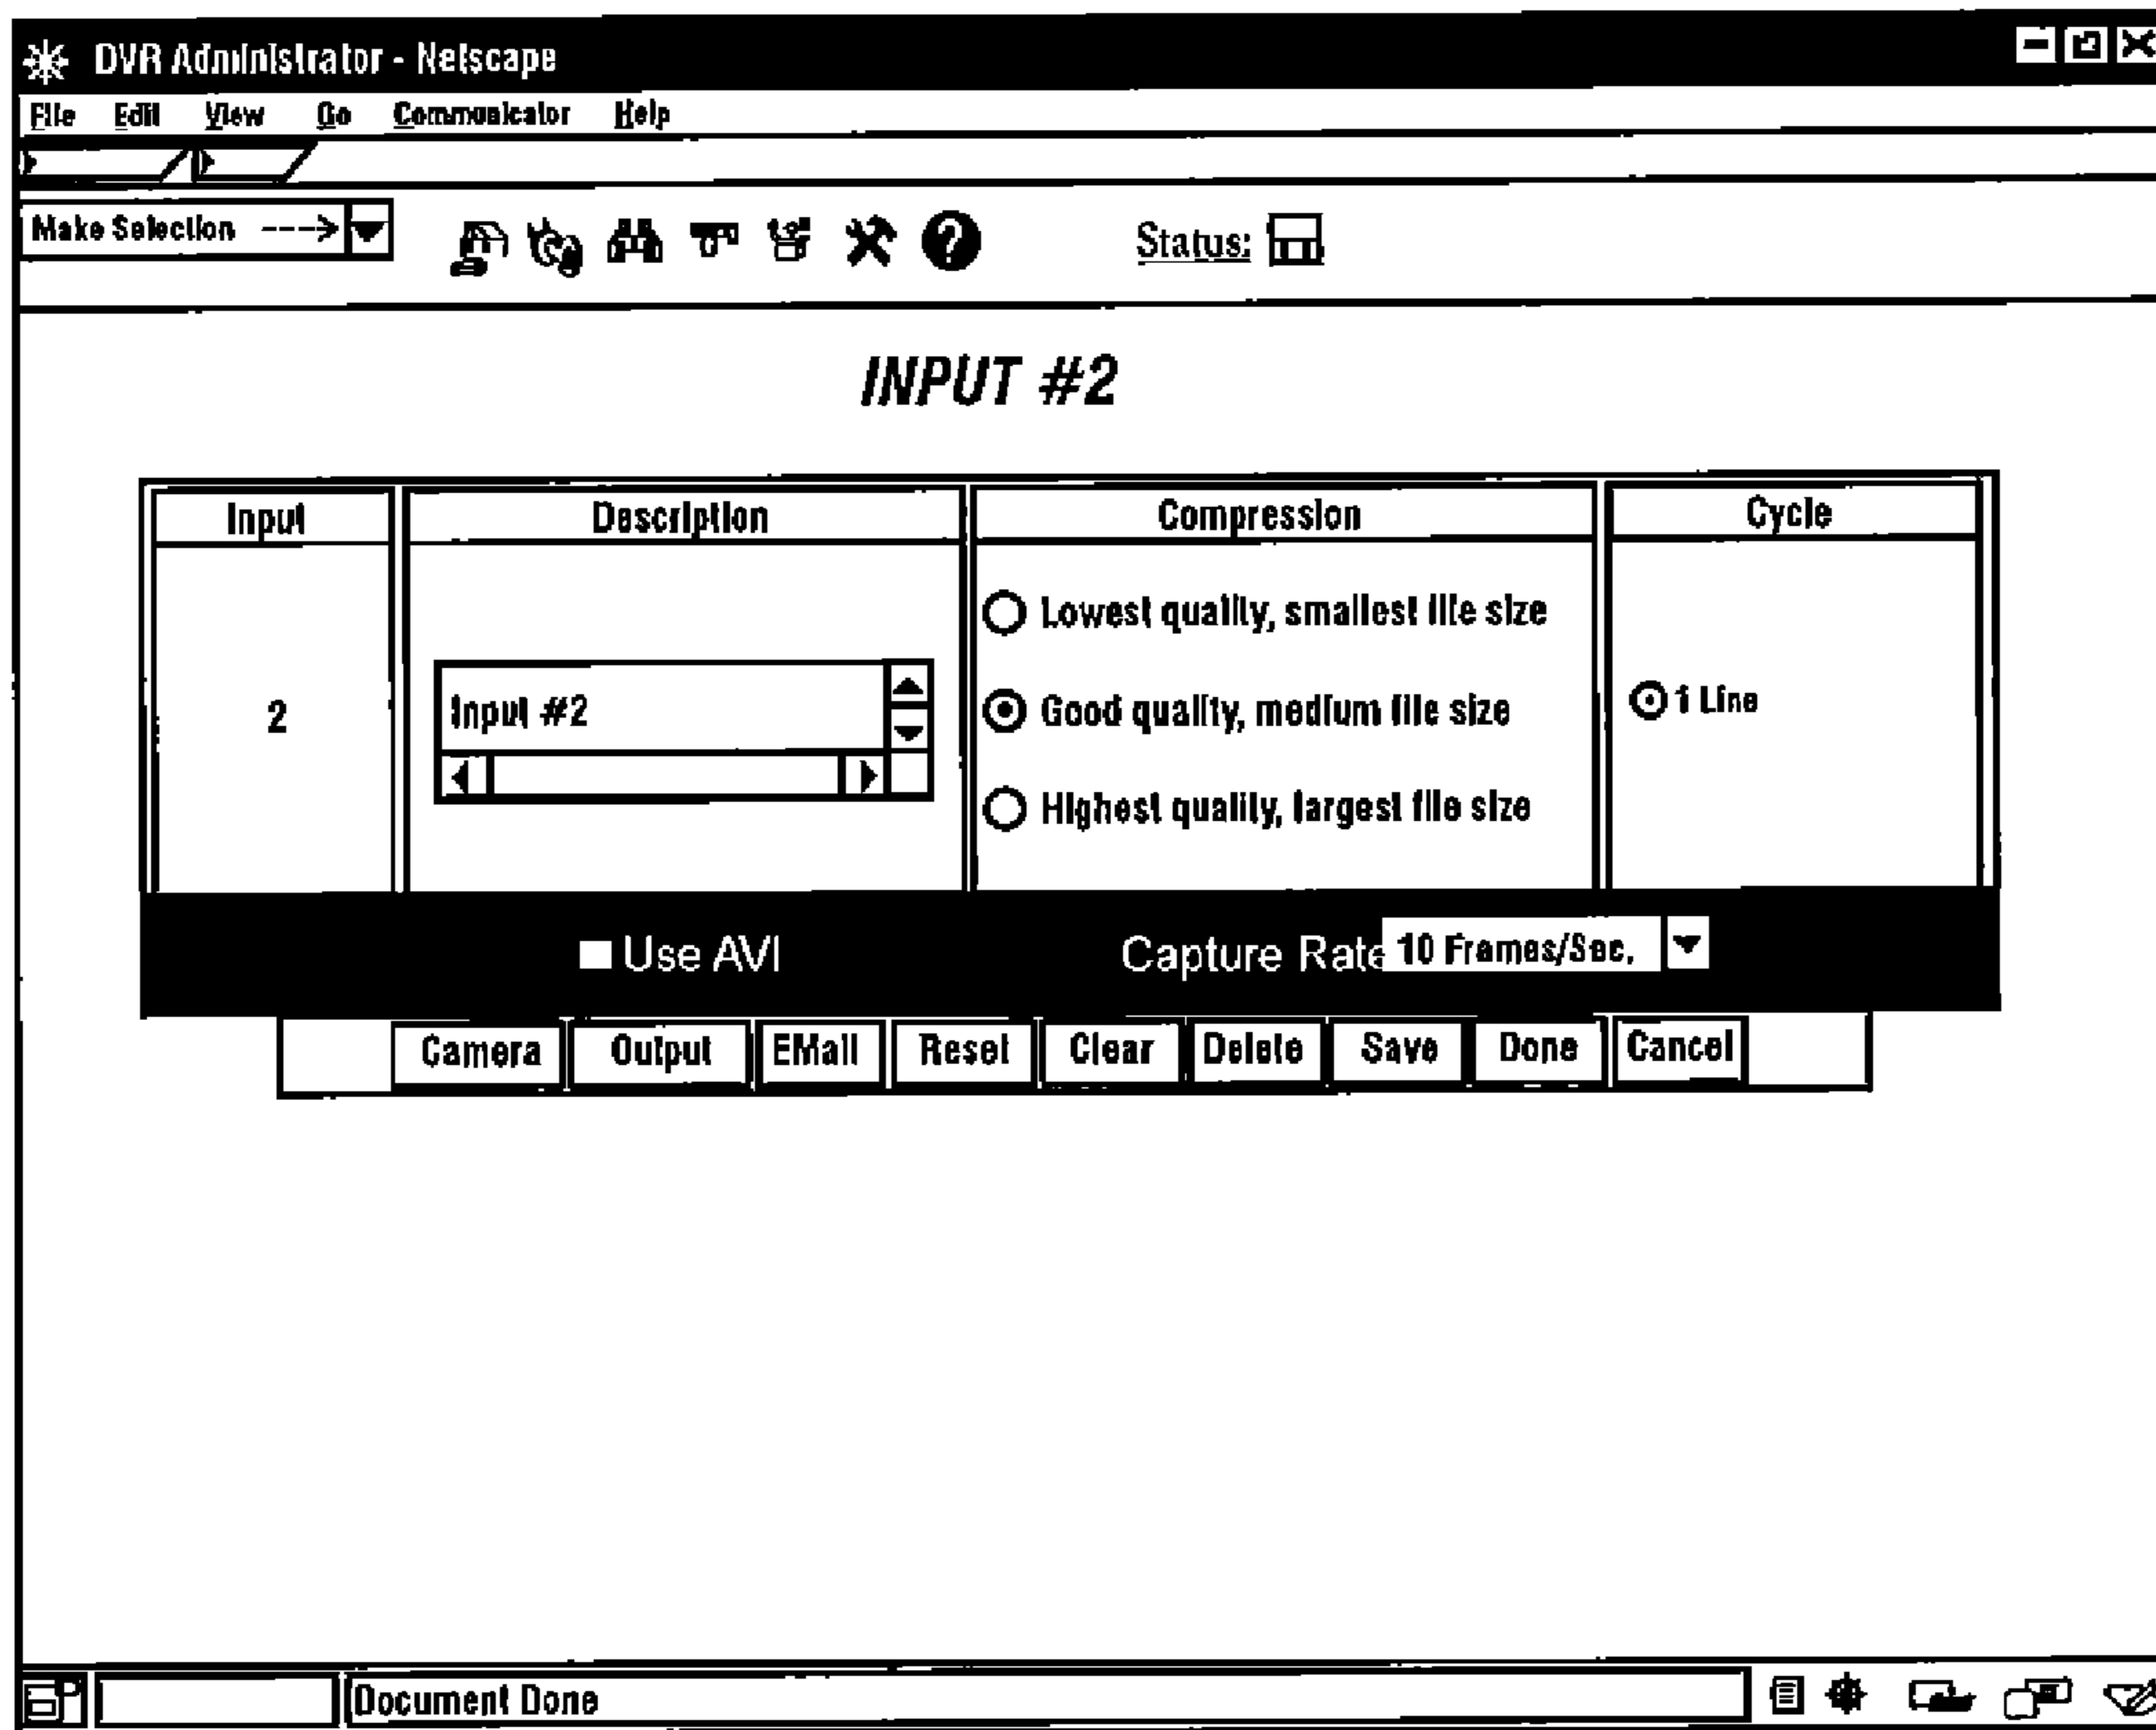 DVR Administrator - Netscape
File Edit View Go Communicator Help
Make Selection ---> Status:
INPUT #2
Input Description Compression Cycle
Lowest quality, smallest file size
2 Input #2 Good quality, medium file size 1 Line
Highest quality, largest file size
Use AVI Capture Rate 10 Frames/Sec.
Camera Output EMail Reset Clear Delete Save Done Cancel
Document Done